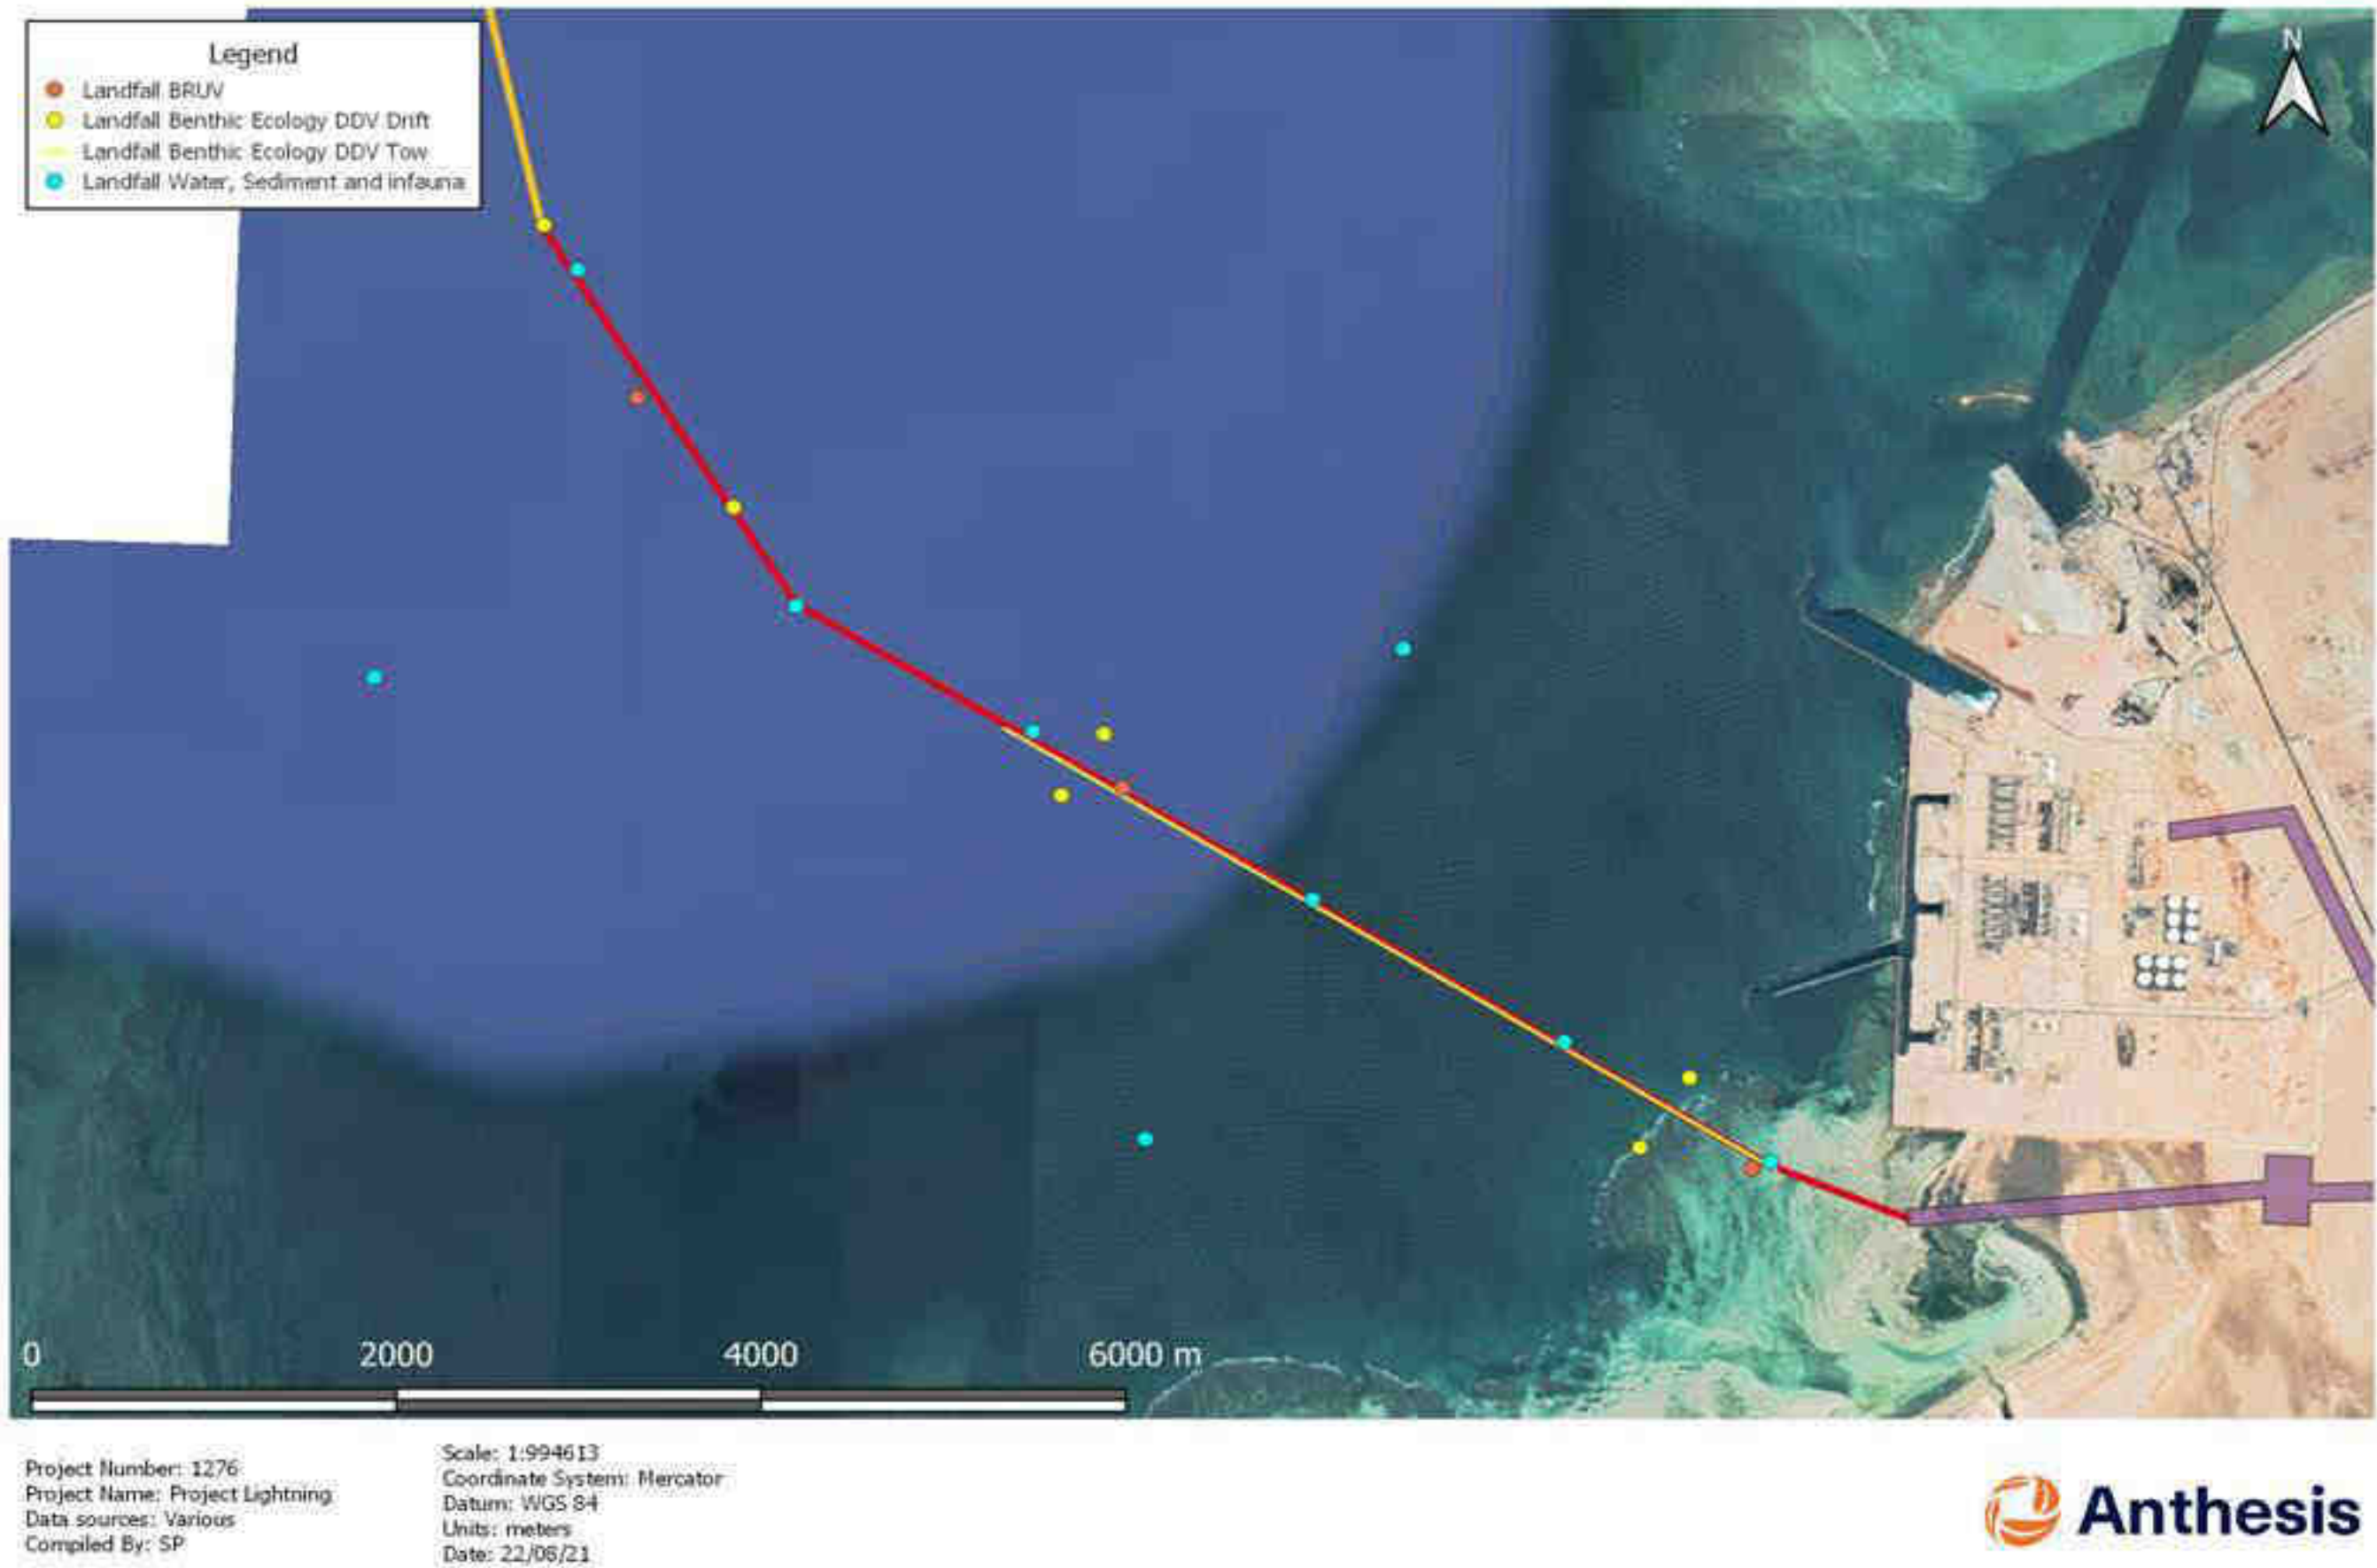 Legend
Landfall BRUV
Landfall Benthic Ecology DDV Drift
Landfall Benthic Ecology DDV Tow
Landfall Water, Sediment and infauna
N
0 2000 4000 6000 m
Project Number: 1276
Project Name: Project Lightning
Data sources: Various
Compiled By: SP
Scale: 1:994613
Coordinate System: Mercator
Datum: WGS 84
Units: meters
Date: 22/08/21
Anthesis